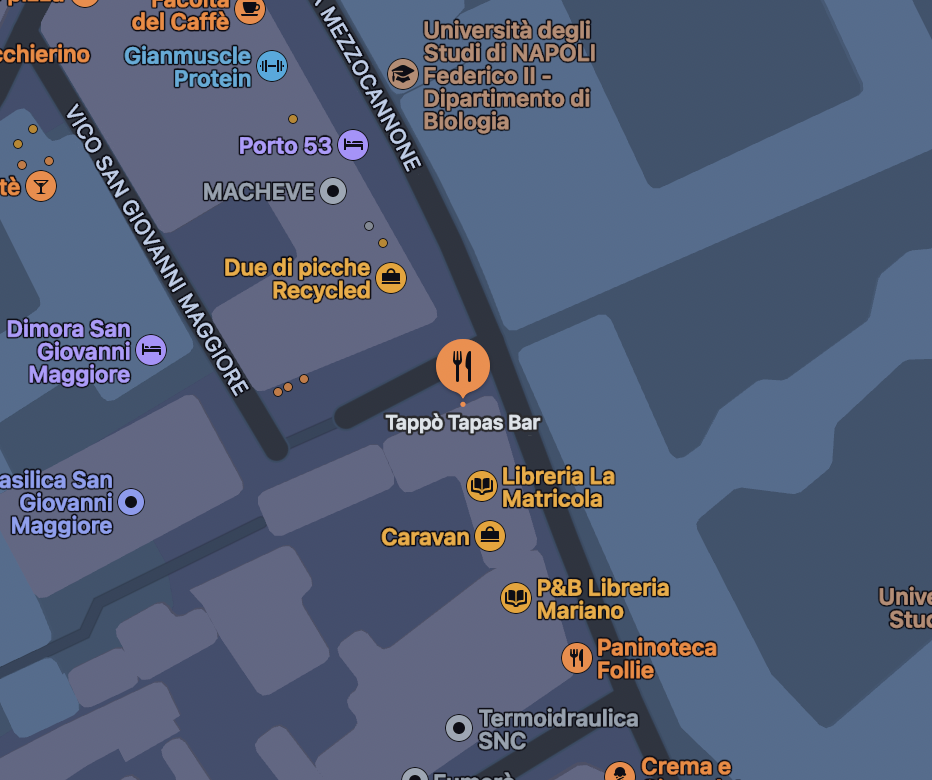 Facoltà
del Caffè
cchierino
Gianmuscle
Protein
A MEZZOCANNONE
Università degli
Studi di NAPOLI
Federico II -
Dipartimento di
Biologia
VICO SAN GIOVANNI MAGGIORE
Porto 53
tè
MACHEVE
Due di picche
Recycled
Dimora San
Giovanni
Maggiore
Tappò Tapas Bar
asilica San
Giovanni
Maggiore
Libreria La
Matricola
Caravan
P&B Libreria
Mariano
Unive
Stud
Paninoteca
Follie
Termoidraulica
SNC
Crema e